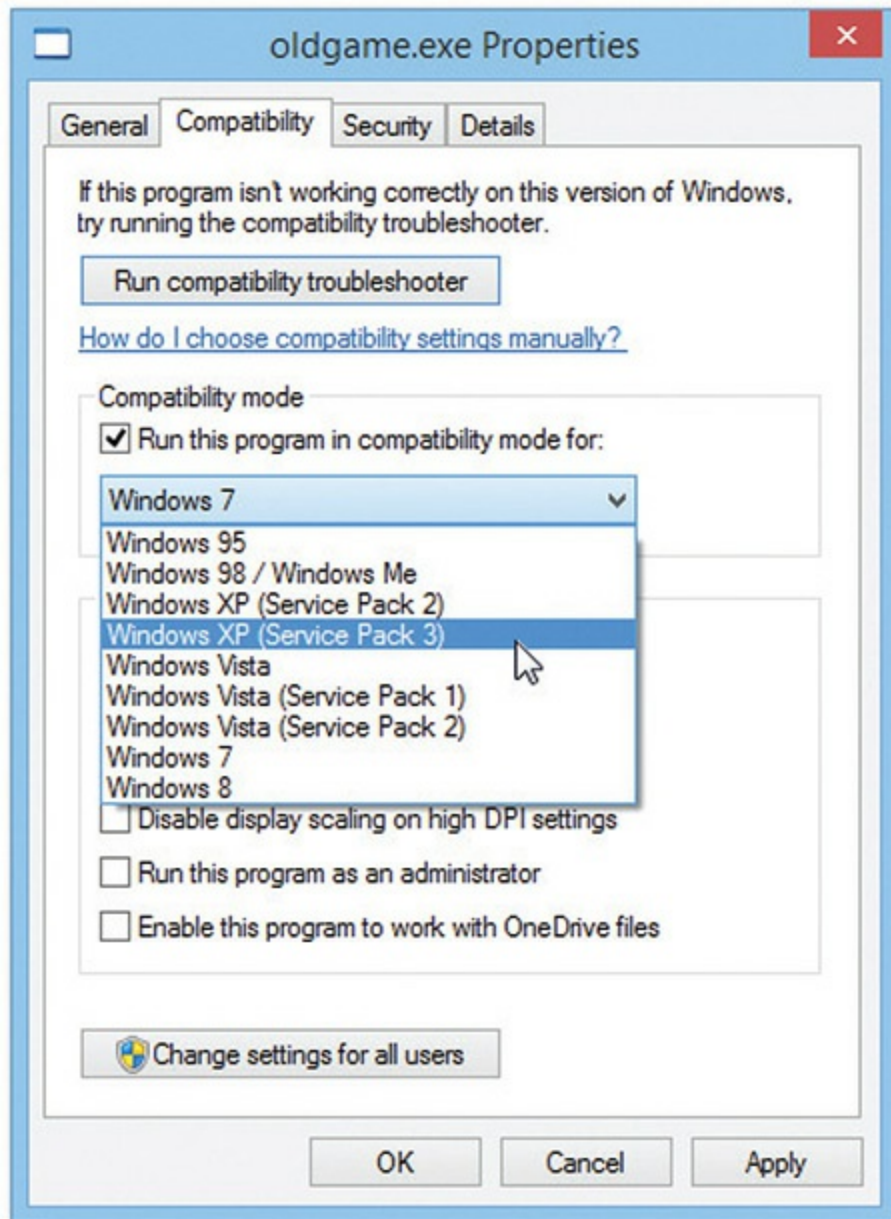 oldgame.exe Properties
General Compatibility Security Details
If this program isn't working correctly on this version of Windows,
try running the compatibility troubleshooter.
Run compatibility troubleshooter
How do I choose compatibility settings manually?
Compatibility mode
Run this program in compatibility mode for:
Windows 7
Windows 95
Windows 98 / Windows Me
Windows XP (Service Pack 2)
Windows XP (Service Pack 3)
Windows Vista
Windows Vista (Service Pack 1)
Windows Vista (Service Pack 2)
Windows 7
Windows 8
Disable display scaling on high DPI settings
Run this program as an administrator
Enable this program to work with OneDrive files
Change settings for all users
OK Cancel Apply